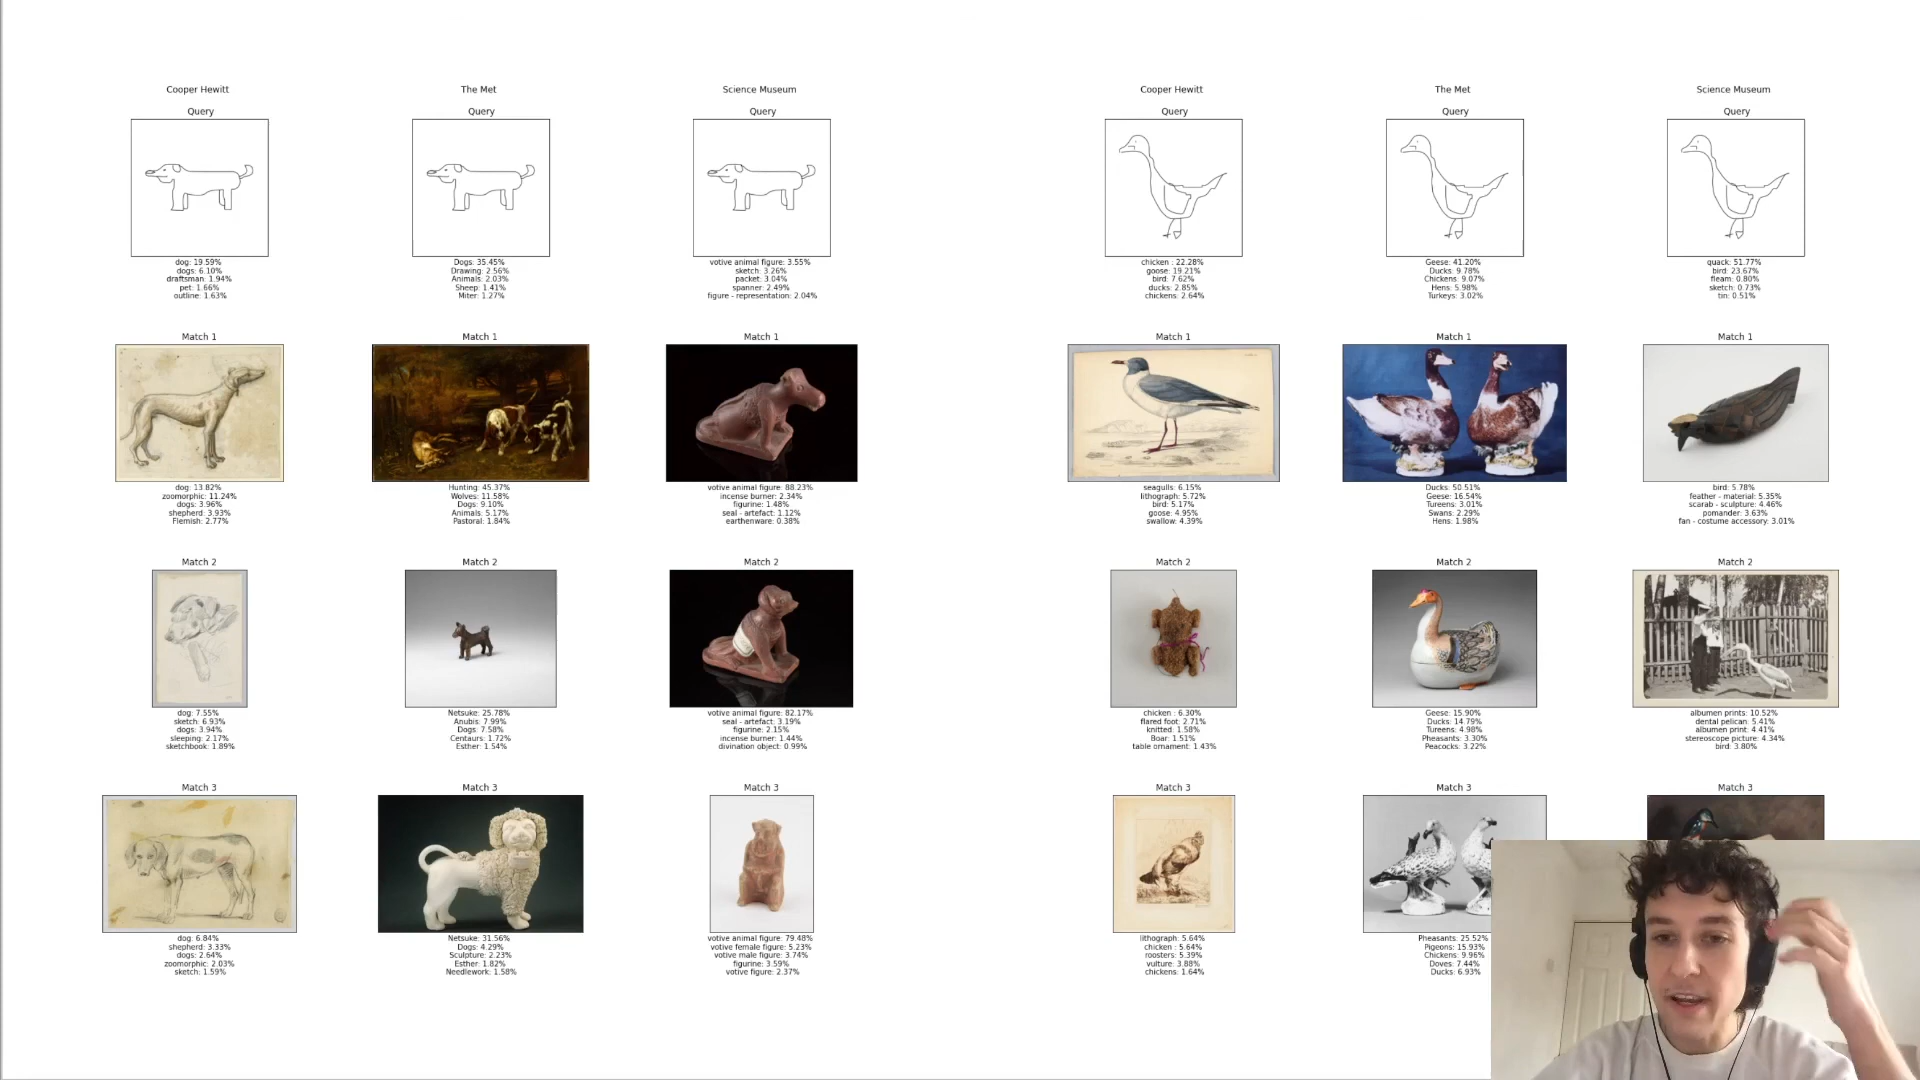 Cooper Hewitt
Query
dog: 19.59%
dogs: 6.10%
draftsman: 1.94%
pet: 1.66%
outline: 1.63%
Match 1
dog: 13.82%
zoomorphic: 11.24%
dogs: 3.96%
shepherd: 3.93%
Flemish: 2.77%
Match 2
dog: 7.55%
sketch: 6.93%
dogs: 3.94%
sleeping: 2.17%
sketchbook: 1.89%
Match 3
dog: 6.84%
shepherd: 3.33%
dogs: 2.64%
zoomorphic: 2.03%
sketch: 1.59%
The Met
Query
Dogs: 35.45%
Drawing: 2.56%
Animals: 2.03%
Sheep: 1.41%
Miter: 1.27%
Match 1
Hunting: 45.37%
Wolves: 11.58%
Dogs: 9.10%
Animals: 5.17%
Pastoral: 1.84%
Match 2
Netsuke: 25.78%
Anubis: 7.99%
Dogs: 7.58%
Centaurs: 1.72%
Esther: 1.54%
Match 3
Netsuke: 31.56%
Dogs: 4.29%
Sculpture: 2.23%
Esther: 1.82%
Needlework: 1.58%
Science Museum
Query
votive animal figure: 3.55%
sketch: 3.26%
packet: 3.04%
spanner: 2.49%
figure - representation: 2.04%
Match 1
votive animal figure: 88.23%
incense burner: 2.34%
figurine: 1.48%
seal - artefact: 1.12%
earthenware: 0.38%
Match 2
votive animal figure: 82.17%
seal - artefact: 3.19%
figurine: 2.15%
incense burner: 1.44%
divination object: 0.99%
Match 3
votive animal figure: 79.48%
votive female figure: 5.23%
votive male figure: 3.74%
figurine: 3.59%
votive figure: 2.37%
Cooper Hewitt
Query
chicken : 22.28%
goose: 19.21%
bird: 7.62%
ducks: 2.85%
chickens: 2.64%
Match 1
seagulls: 6.15%
lithograph: 5.72%
bird: 5.17%
goose: 4.95%
swallow: 4.39%
Match 2
chicken : 6.30%
flared foot: 2.71%
knitted: 1.58%
Boar: 1.51%
table ornament: 1.43%
Match 3
lithograph: 5.64%
chicken : 5.64%
roosters: 5.39%
vulture: 3.88%
chickens: 1.64%
The Met
Query
Geese: 41.20%
Ducks: 9.78%
Chickens: 9.07%
Hens: 5.98%
Turkeys: 3.02%
Match 1
Ducks: 50.51%
Geese: 16.54%
Tureens: 3.01%
Swans: 2.29%
Hens: 1.98%
Match 2
Geese: 15.90%
Ducks: 14.79%
Tureens: 4.98%
Pheasants: 3.30%
Peacocks: 3.22%
Match 3
Pheasants: 25.52%
Pigeons: 15.93%
Chickens: 9.96%
Doves: 7.44%
Ducks: 6.93%
Science Museum
Query
quack: 51.77%
bird: 23.67%
fleam: 0.80%
sketch: 0.73%
tin: 0.51%
Match 1
bird: 5.78%
feather - material: 5.35%
scarab - sculpture: 4.46%
pomander: 3.63%
fan - costume accessory: 3.01%
Match 2
albumen prints: 10.52%
dental pelican: 5.41%
albumen print: 4.41%
stereoscope picture: 4.34%
bird: 3.80%
Match 3